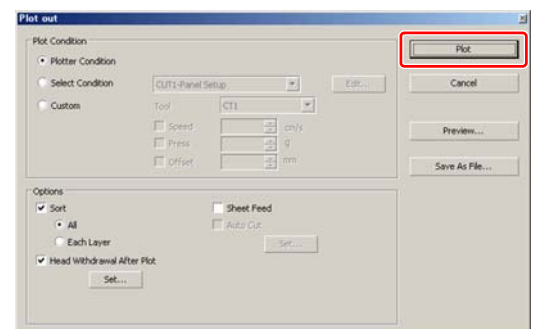 Plot out
Plot Condition
Plotter Condition
Select Condition
CUT1-Panel Setup
Edit...
Custom
Tool
CT1
Speed
cm/s
Press
g
Offset
mm
Options
Sort
All
Each Layer
Head Withdrawal After Plot
Set...
Sheet Feed
Auto Cut
Set...
Plot
Cancel
Preview...
Save As File...